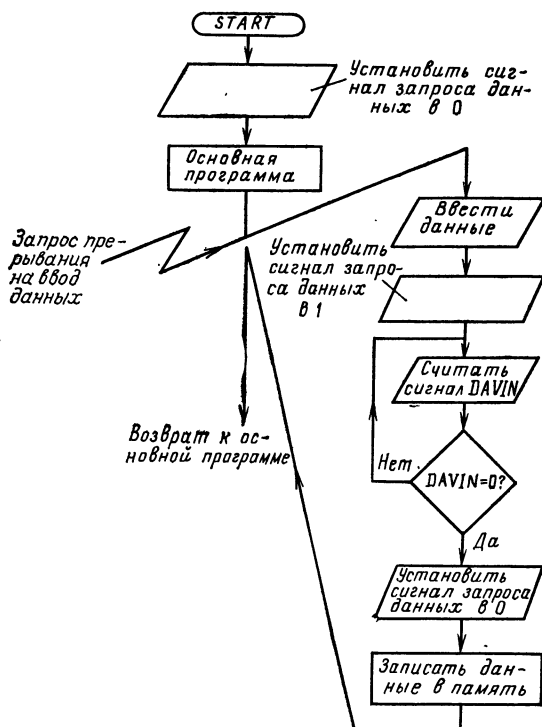 START
Установить сиг-
нал запроса дан-
ных в 0
Основная
программа
Запрос пре-
рывания
на ввод
данных
Ввести
данные
Установить
сигнал запро-
са данных
в 1
Считать
сигнал DAVIN
Возврат к ос-
новной программе
Нет
DAVIN=0?
Да
Установить
сигнал запроса
данных в 0
Записать дан-
ные в память